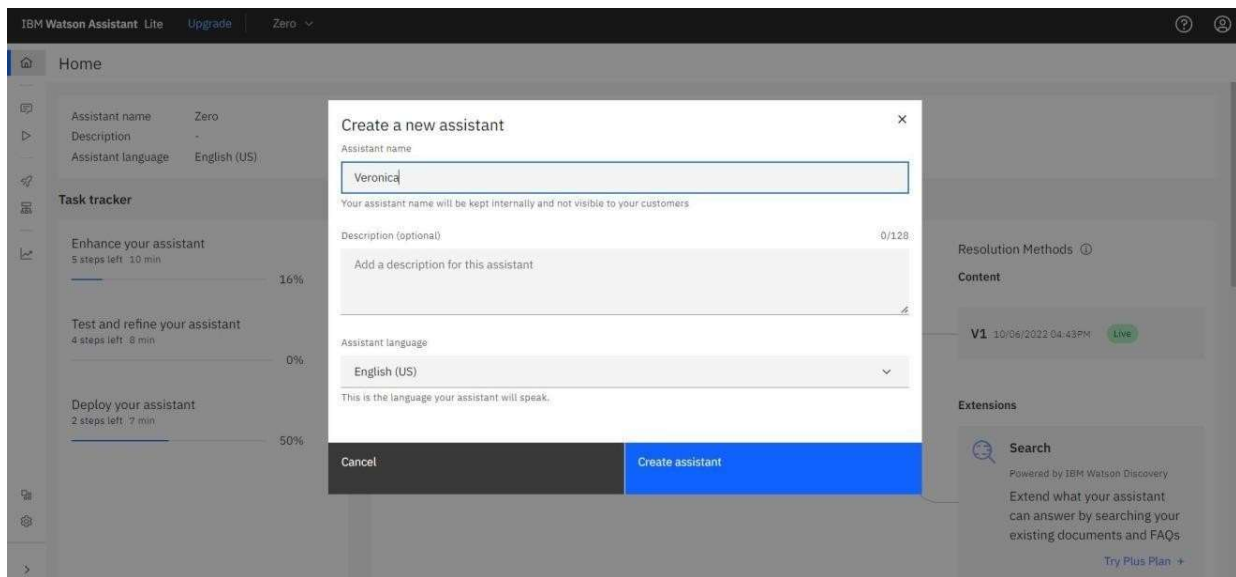 IBM Watson Assistant Lite Upgrade Zero
Home
Assistant name Zero
Description -
Assistant language English (US)
Task tracker
Enhance your assistant
5 steps left 10 min
16%
Test and refine your assistant
4 steps left 8 min
0%
Deploy your assistant
2 steps left 7 min
50%
Create a new assistant
Assistant name
Veronica
Your assistant name will be kept internally and not visible to your customers
Description (optional) 0/128
Add a description for this assistant
Assistant language
English (US)
This is the language your assistant will speak.
Cancel Create assistant
Resolution Methods
Content
V1 10/06/2022 04:43PM Live
Extensions
Search
Powered by IBM Watson Discovery
Extend what your assistant
can answer by searching your
existing documents and FAQs
Try Plus Plan +